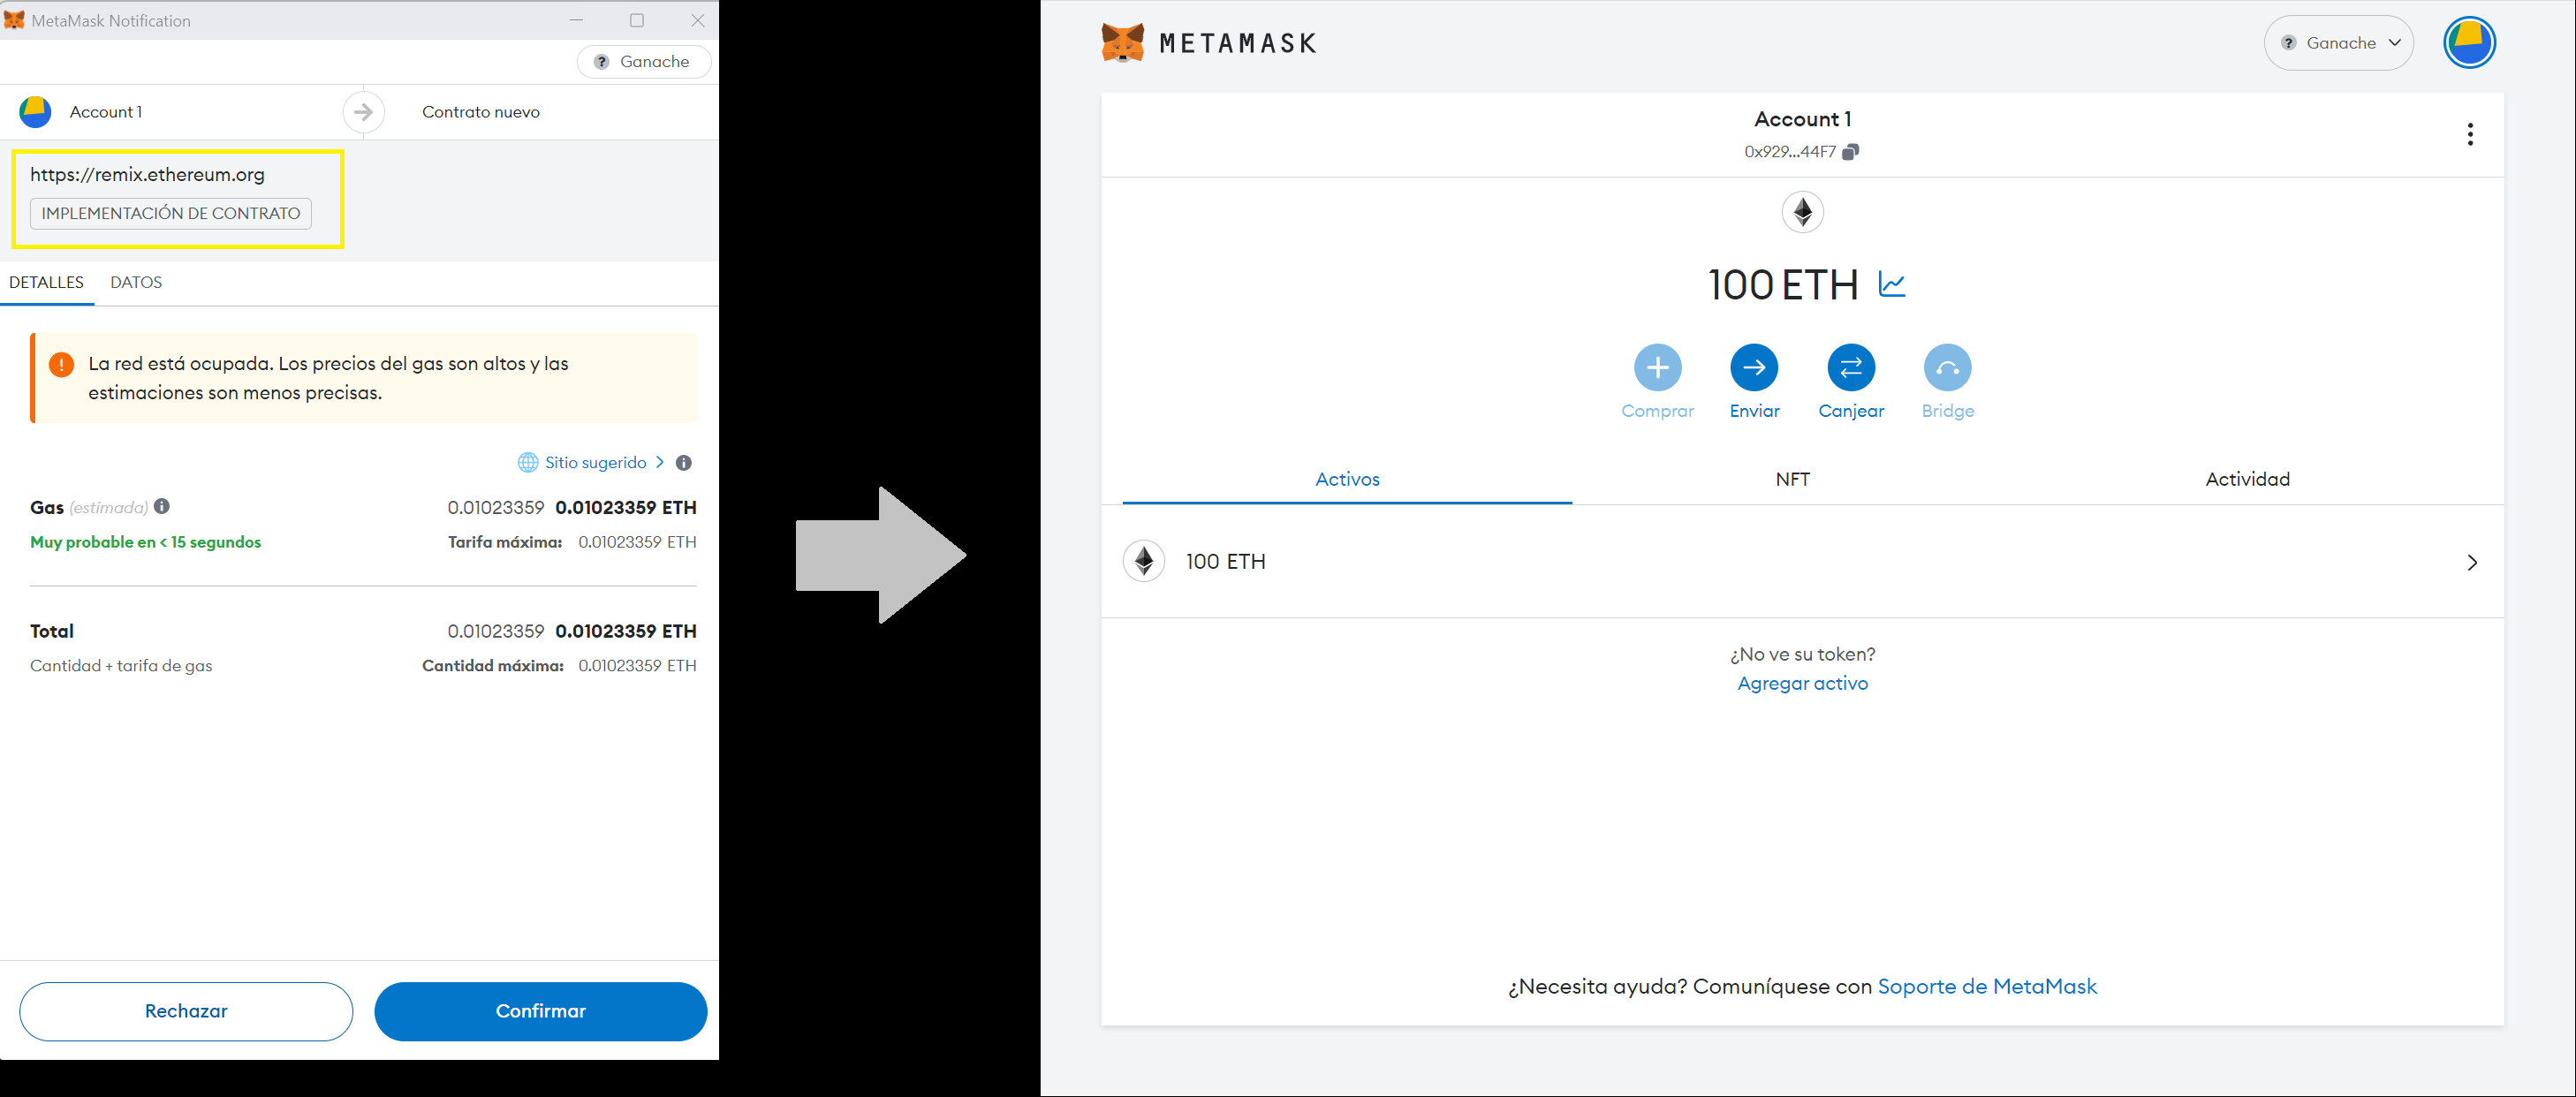 MetaMask Notification
Ganache
Account 1
Contrato nuevo
https://remix.ethereum.org
IMPLEMENTACIÓN DE CONTRATO
DETALLES DATOS
La red está ocupada. Los precios del gas son altos y las
estimaciones son menos precisas.
Sitio sugerido
Gas (estimada) 0.01023359 0.01023359 ETH
Muy probable en < 15 segundos Tarifa máxima: 0.01023359 ETH
Total 0.01023359 0.01023359 ETH
Cantidad + tarifa de gas Cantidad máxima: 0.01023359 ETH
Rechazar Confirmar
METAMASK
Ganache
Account 1
0x929...44F7
100 ETH
Comprar Enviar Canjear Bridge
Activos NFT Actividad
100 ETH
¿No ve su token?
Agregar activo
¿Necesita ayuda? Comuníquese con Soporte de MetaMask